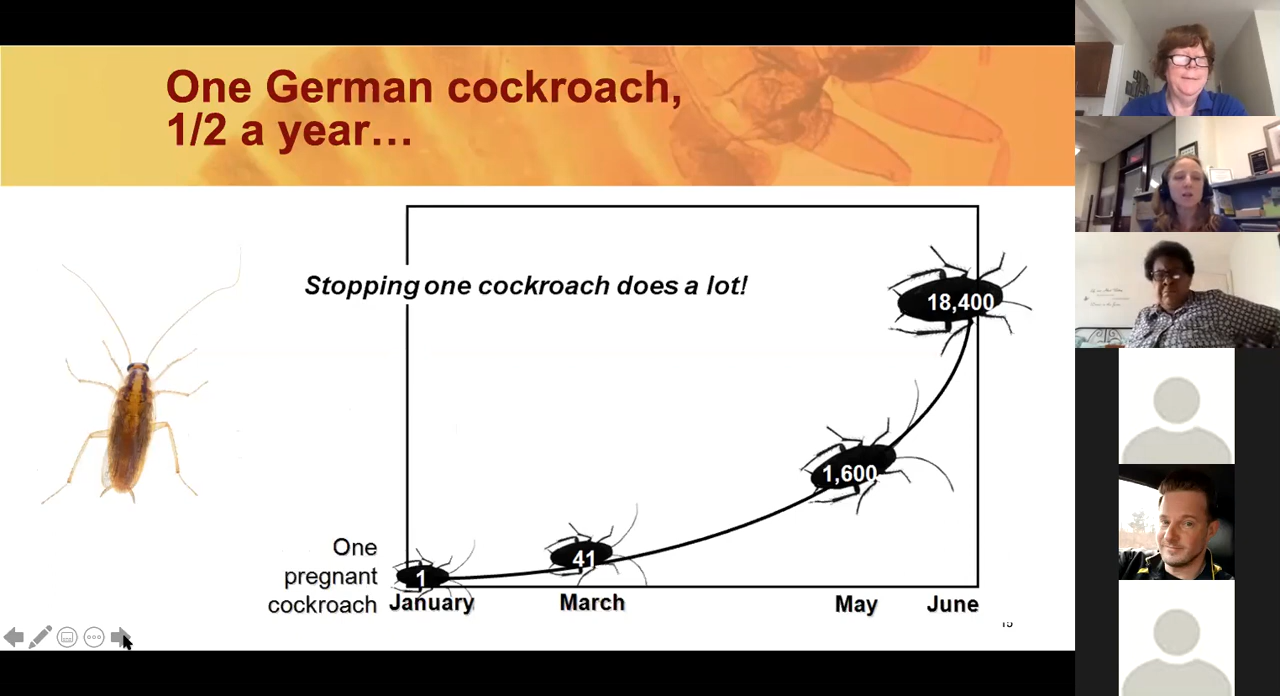 One German cockroach,
1/2 a year…
Stopping one cockroach does a lot!
18,400
1,600
41
1
One
pregnant
cockroach
January
March
May
June
15